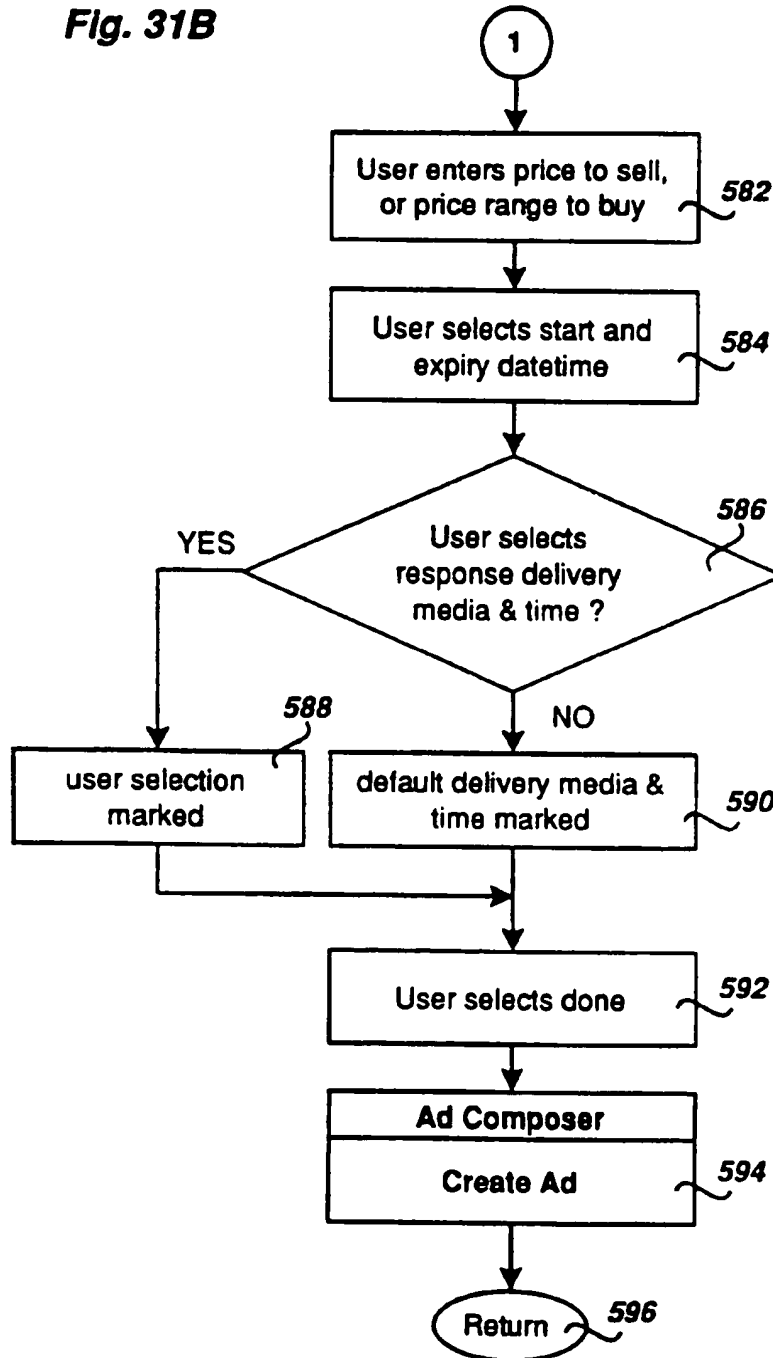 Fig. 31B
1
User enters price to sell,
or price range to buy
582
User selects start and
expiry datetime
584
586
YES
User selects
response delivery
media & time ?
588
NO
user selection
marked
default delivery media &
time marked
590
User selects done
592
Ad Composer
Create Ad
594
Return
596